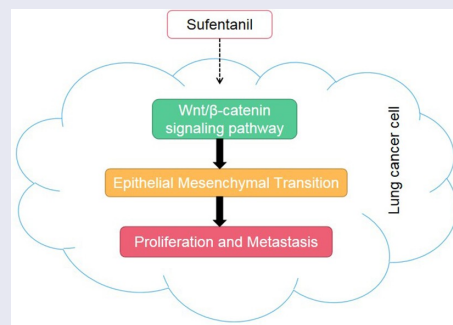 Sufentanil
Wnt/β-catenin
signaling pathway
Epithelial Mesenchymal Transition
Proliferation and Metastasis
Lung cancer cell